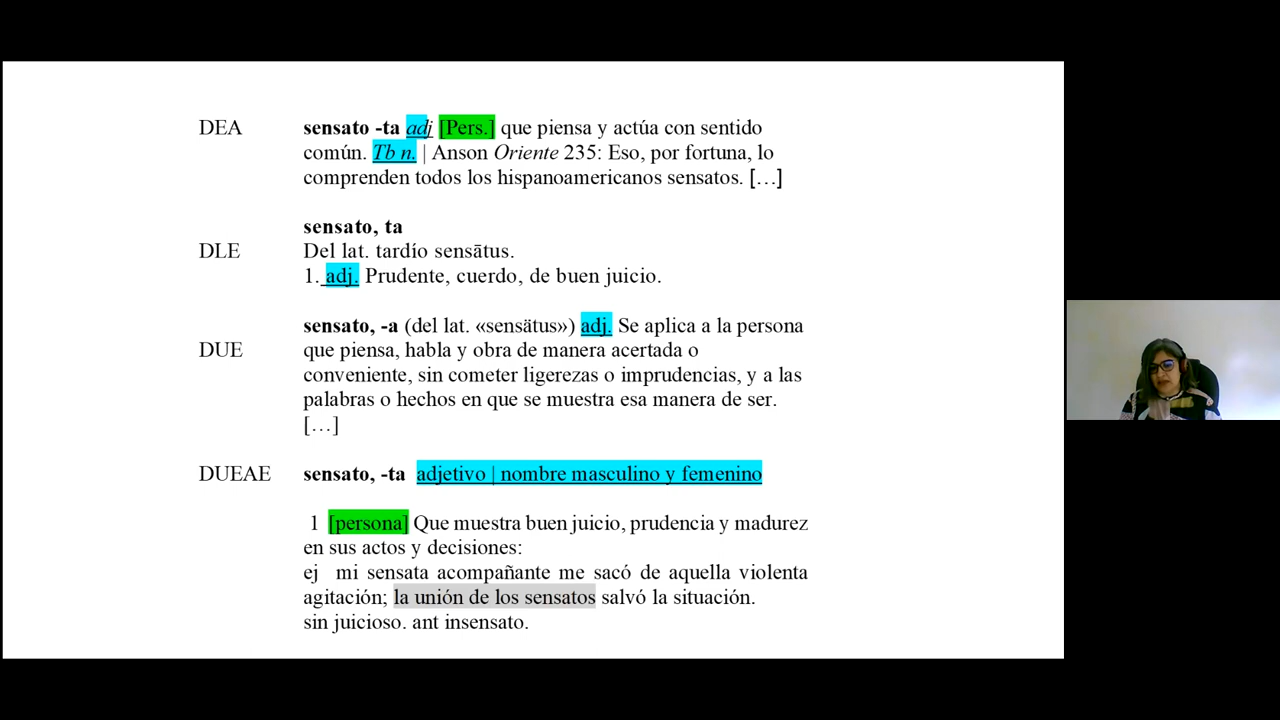 DEA sensato -ta adj [Pers.] que piensa y actúa con sentido
común. Tb n. | Anson Oriente 235: Eso, por fortuna, lo
comprenden todos los hispanoamericanos sensatos. […]
sensato, ta
DLE Del lat. tardío sensātus.
1. adj. Prudente, cuerdo, de buen juicio.
sensato, -a (del lat. «sensätus») adj. Se aplica a la persona
DUE que piensa, habla y obra de manera acertada o
conveniente, sin cometer ligerezas o imprudencias, y a las
palabras o hechos en que se muestra esa manera de ser.
[…]
DUEAE sensato, -ta adjetivo | nombre masculino y femenino
1 [persona] Que muestra buen juicio, prudencia y madurez
en sus actos y decisiones:
ej mi sensata acompañante me sacó de aquella violenta
agitación; la unión de los sensatos salvó la situación.
sin juicioso. ant insensato.